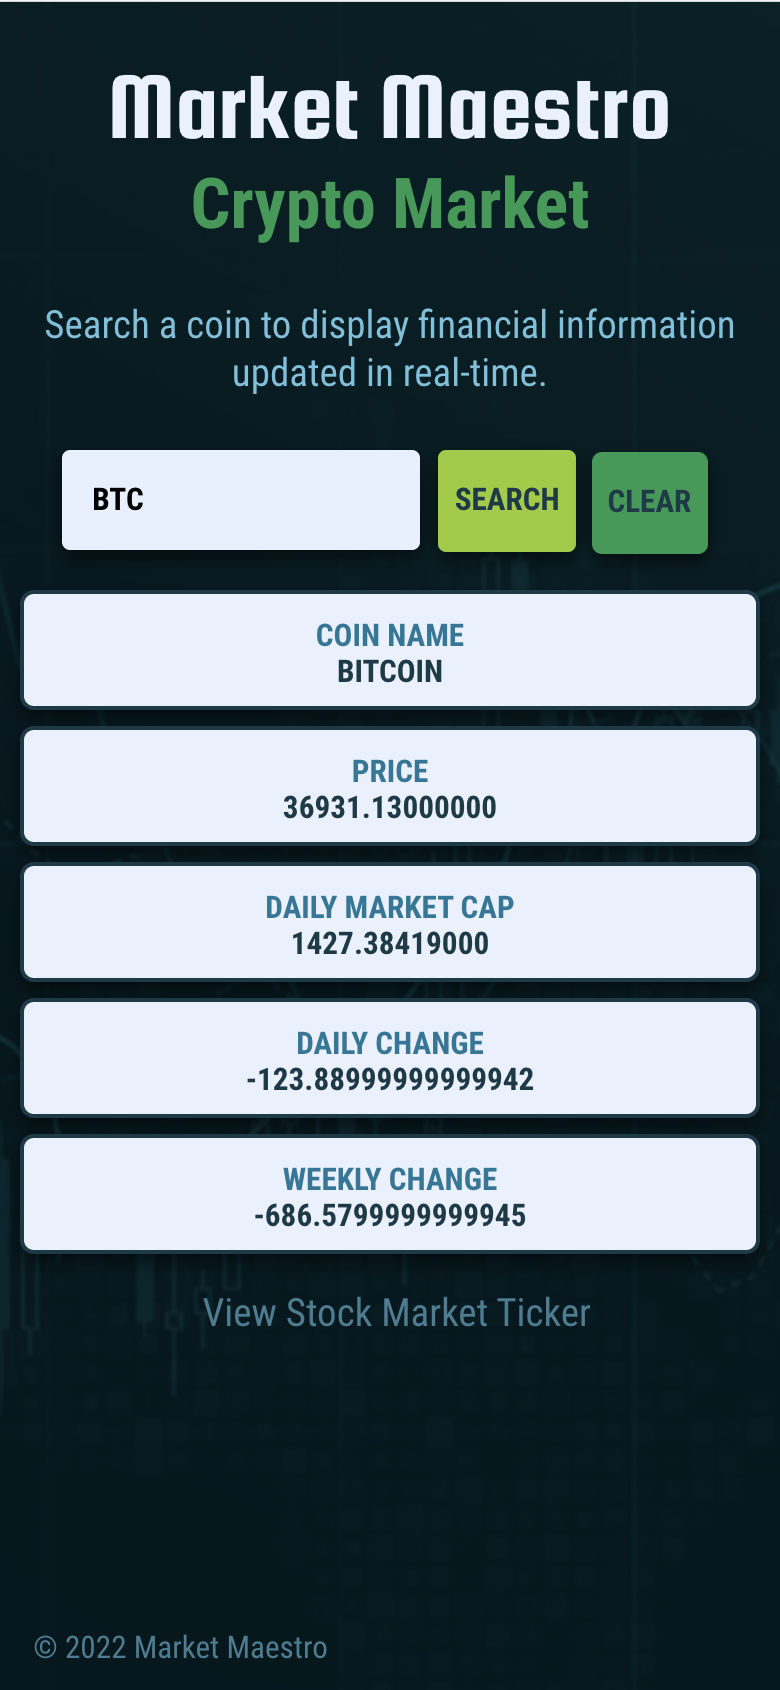 Market Maestro
Crypto Market
Search a coin to display financial information
updated in real-time.
BTC
SEARCH
CLEAR
COIN NAME
BITCOIN
PRICE
36931.13000000
DAILY MARKET CAP
1427.38419000
DAILY CHANGE
-123.88999999999942
WEEKLY CHANGE
-686.5799999999945
View Stock Market Ticker
© 2022 Market Maestro